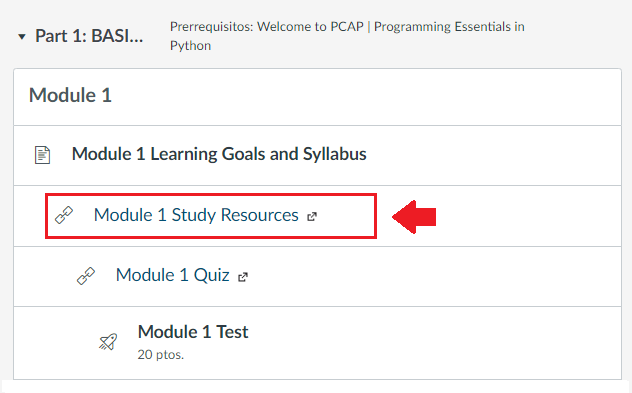 Part 1: BASI...
Prerrequisitos: Welcome to PCAP | Programming Essentials in
Python
Module 1
Module 1 Learning Goals and Syllabus
Module 1 Study Resources
Module 1 Quiz
Module 1 Test
20 ptos.